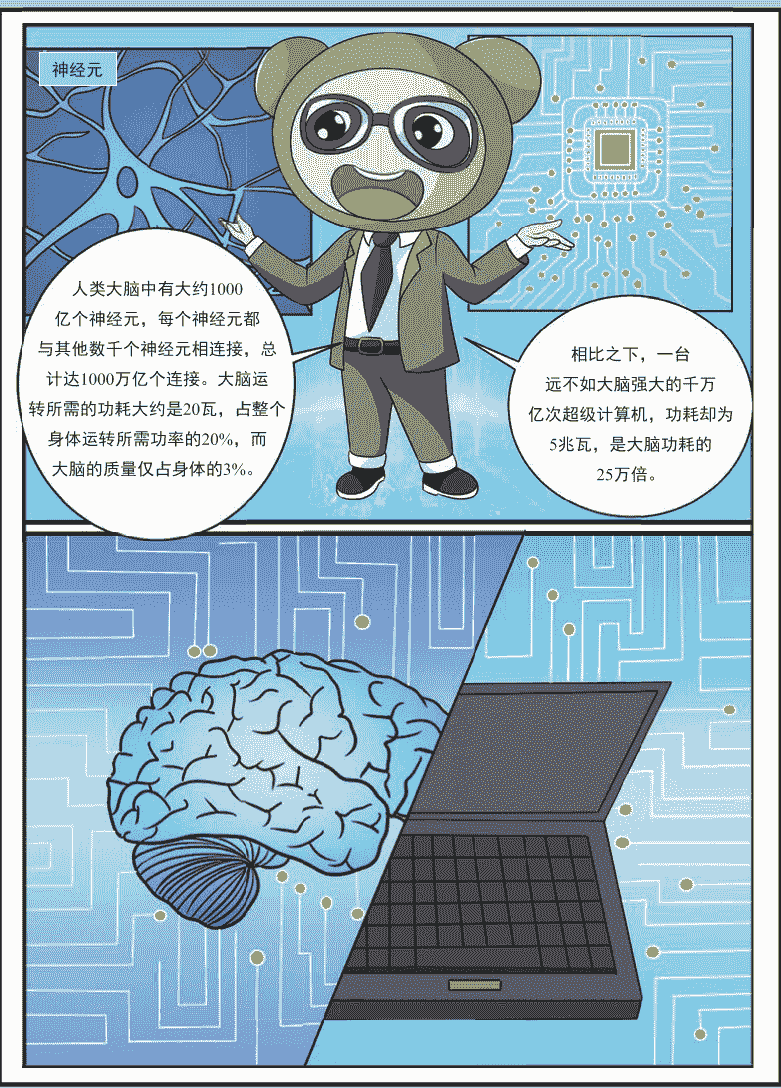 神经元
人类大脑中有大约1000
亿个神经元，每个神经元都
与其他数千个神经元相连接，总
计达1000万亿个连接。大脑运
转所需的功耗大约是20瓦，占整个
身体运转所需功率的20%，而
大脑的质量仅占身体的3%。
相比之下，一台
远不如大脑强大的千万
亿次超级计算机，功耗却为
5兆瓦，是大脑功耗的
25万倍。